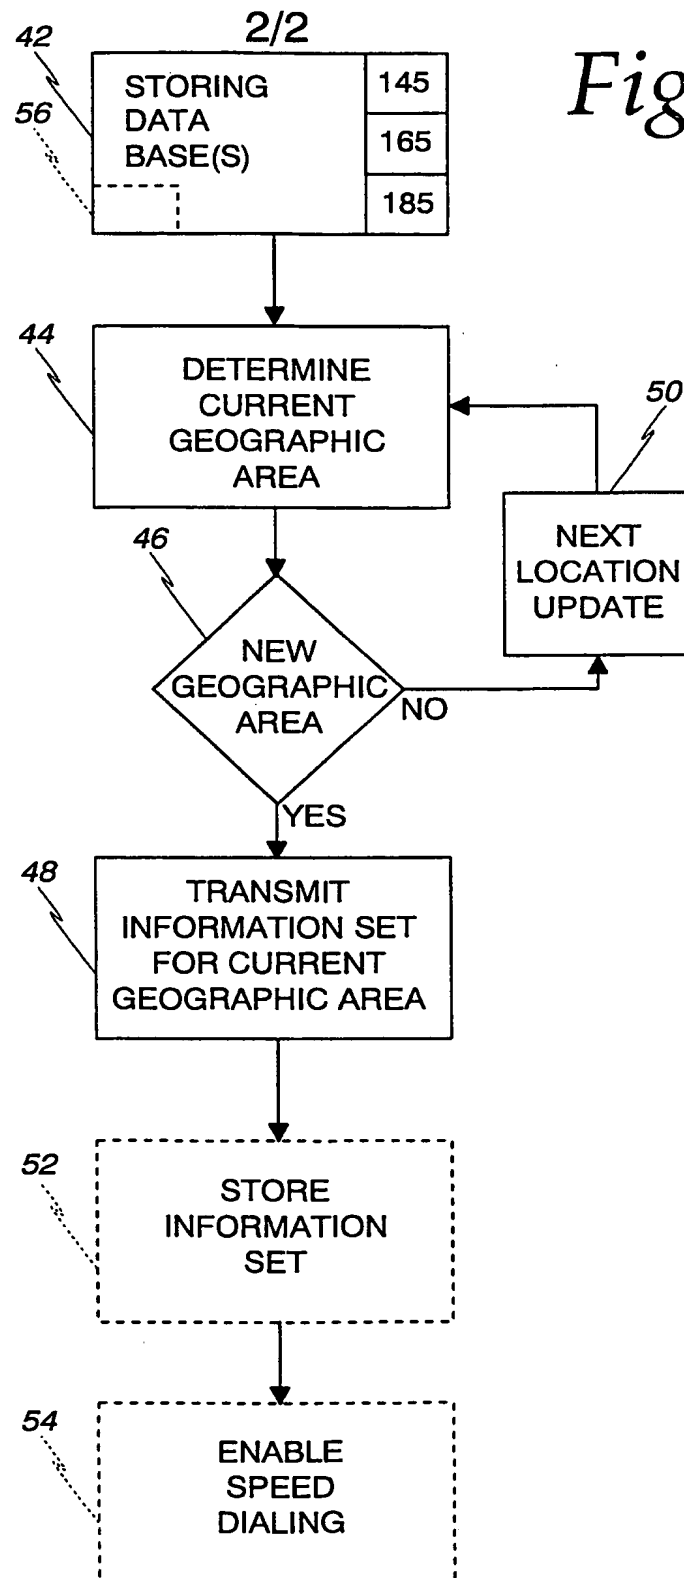 2/2
Fig
42
56
STORING
DATA
BASE(S)
145
165
185
44
DETERMINE
CURRENT
GEOGRAPHIC
AREA
50
NEXT
LOCATION
UPDATE
46
NEW
GEOGRAPHIC
AREA
NO
YES
48
TRANSMIT
INFORMATION SET
FOR CURRENT
GEOGRAPHIC AREA
52
STORE
INFORMATION
SET
54
ENABLE
SPEED
DIALING